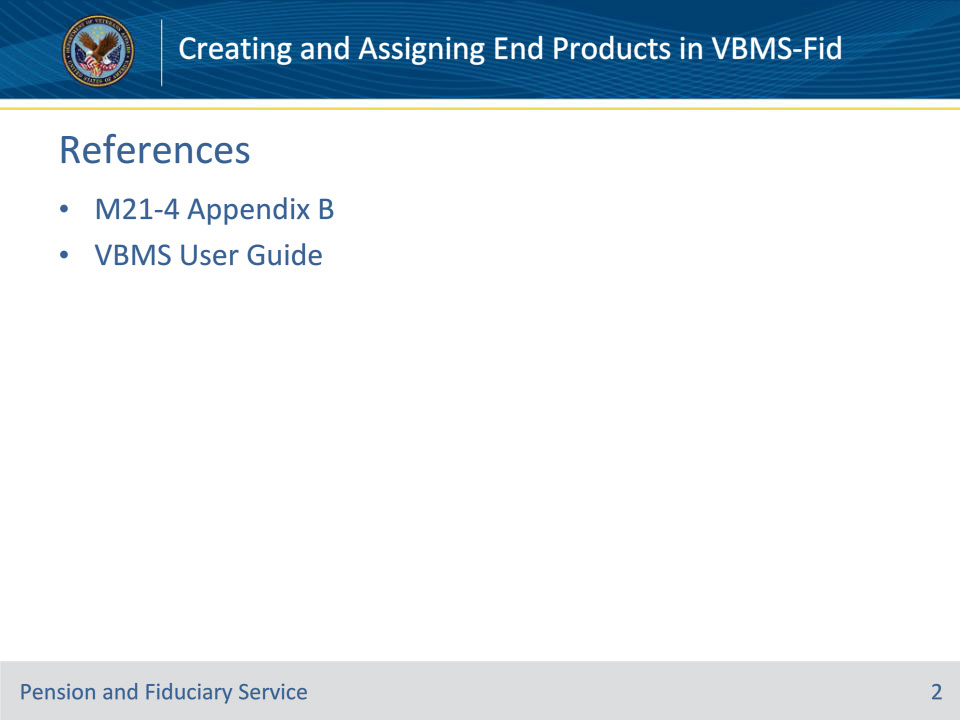 Creating and Assigning End Products in VBMS-Fid
References
• M21-4 Appendix B
• VBMS User Guide
Pension and Fiduciary Service
2